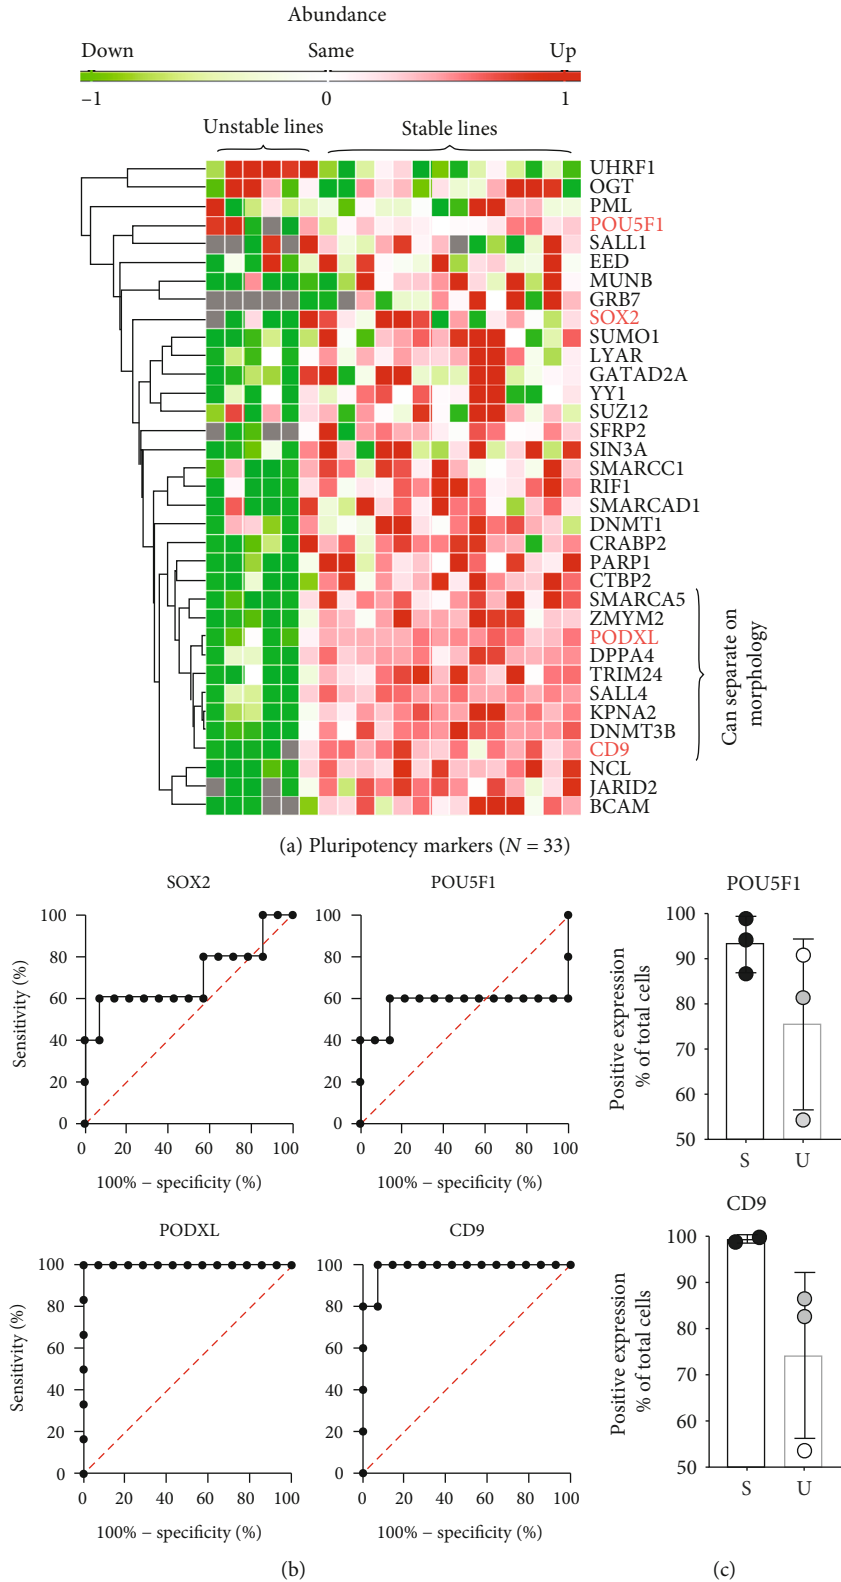 Abundance
Down Same Up
−1 0 1
Unstable lines Stable lines
UHRF1
OGT
PML
POU5F1
SALL1
EED
MUNB
GRB7
SOX2
SUMO1
LYAR
GATAD2A
YY1
SUZ12
SFRP2
SIN3A
SMARCC1
RIF1
SMARCAD1
DNMT1
CRABP2
PARP1
CTBP2
SMARCA5
ZMYM2
PODXL
DPPA4
TRIM24
SALL4
KPNA2
DNMT3B
CD9
NCL
JARID2
BCAM
Can separate on
morphology
(a) Pluripotency markers (N = 33)
SOX2
Sensitivity (%)
100
80
60
40
20
0
0 20 40 60 80 100
100% − specificity (%)
POU5F1
100
80
60
40
20
0
0 20 40 60 80 100
100% − specificity (%)
PODXL
Sensitivity (%)
100
80
60
40
20
0
0 20 40 60 80 100
100% − specificity (%)
CD9
100
80
60
40
20
0
0 20 40 60 80 100
100% − specificity (%)
(b)
POU5F1
Positive expression
% of total cells
100
90
80
70
60
50
S U
CD9
Positive expression
% of total cells
100
90
80
70
60
50
S U
(c)